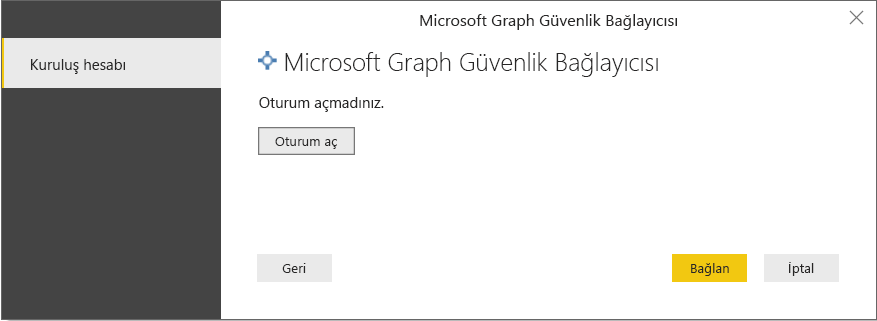 Microsoft Graph Güvenlik Bağlayıcısı
Kuruluş hesabı
Microsoft Graph Güvenlik Bağlayıcısı
Oturum açmadınız.
Oturum aç
Geri
Bağlan
İptal